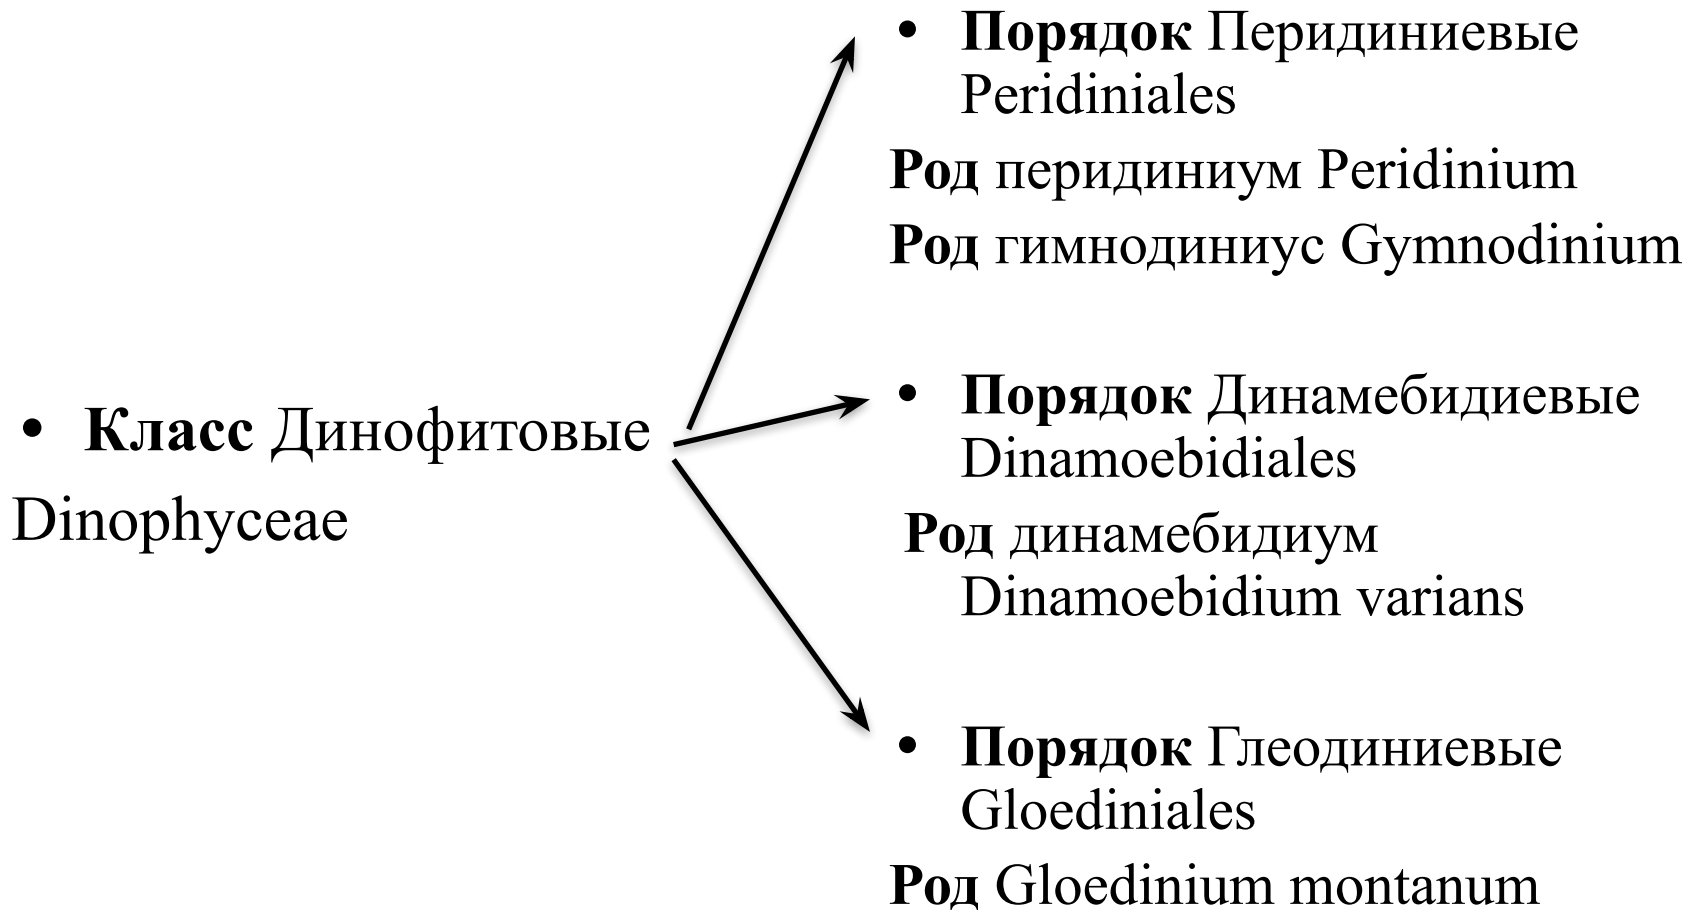 • Класс Динофитовые
Dinophyceae
• Порядок Перидиниевые
Peridiniales
Род перидиниум Peridinium
Род гимнодиниус Gymnodinium
• Порядок Динамебидиевые
Dinamoebidiales
Род динамебидиум
Dinamoebidium varians
• Порядок Глеодиниевые
Gloediniales
Род Gloedinium montanum